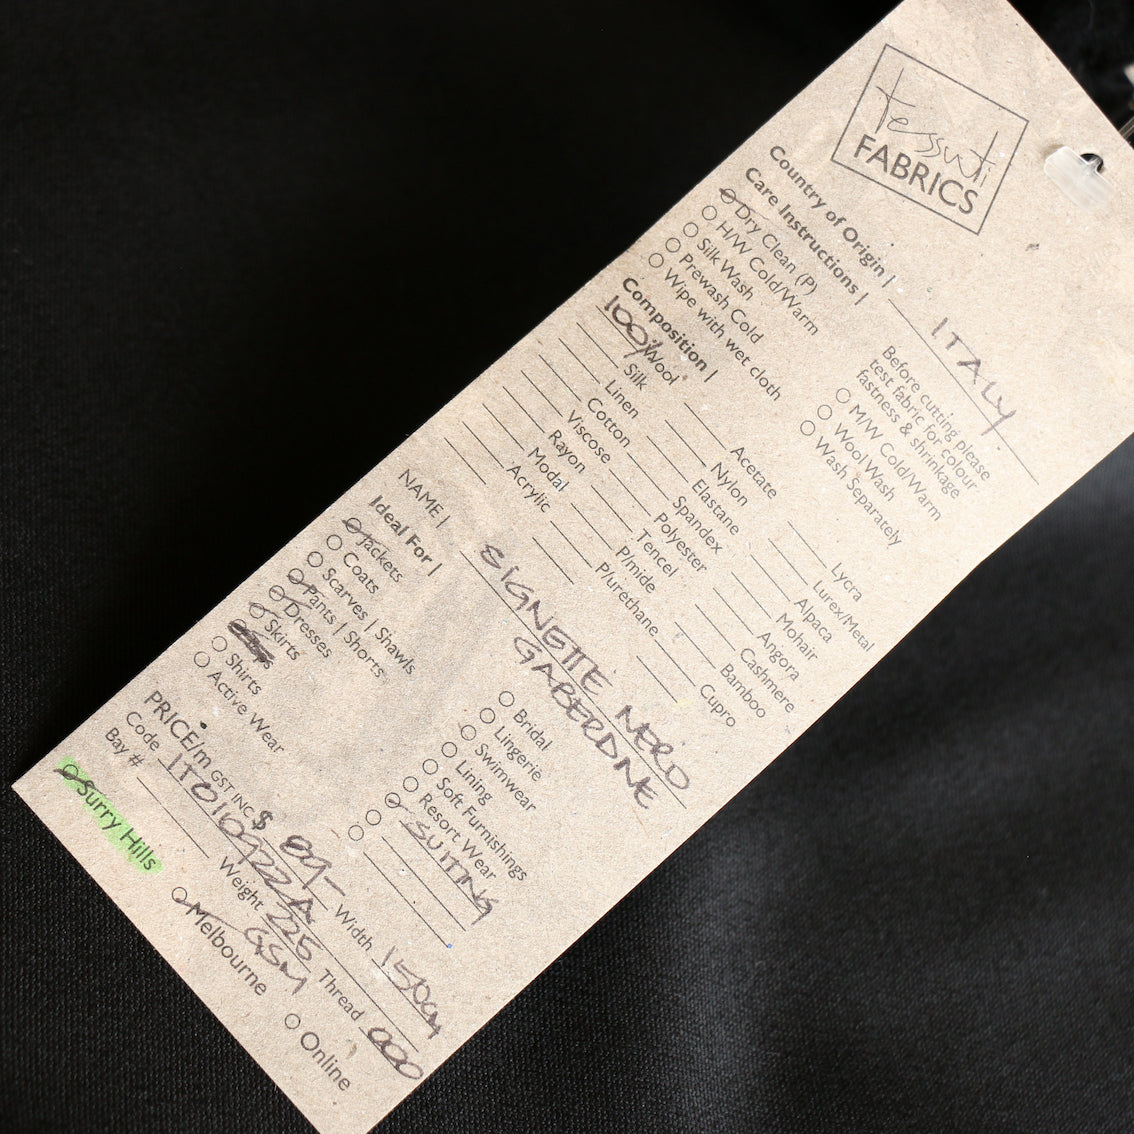 tessuti
FABRICS
Country of Origin | ITALY
Care Instructions |
Dry Clean (P)
H/W Cold/Warm
Silk Wash
Prewash Cold
Wipe with wet cloth
Before cutting please
test fabric for colour
fastness & shrinkage
M/W Cold/Warm
Wool Wash
Wash Separately
Composition |
100% Wool
Silk
Linen
Cotton
Viscose
Rayon
Modal
Acrylic
Acetate
Nylon
Elastane
Spandex
Polyester
Tencel
P/mide
P/urethane
Lycra
Lurex/Metal
Alpaca
Mohair
Angora
Cashmere
Bamboo
Cupro
NAME | SIGNETTE NERO
GABERDINE
Ideal For |
Jackets
Coats
Scarves | Shawls
Pants | Shorts
Dresses
Skirts
Shirts
Active Wear
Bridal
Lingerie
Swimwear
Lining
Soft Furnishings
Resort Wear
SUITING
PRICE/m GST INC $ 89- Width 150cm
Code
Bay # Weight 225 GSM Thread 000
Surry Hills
Melbourne
Online